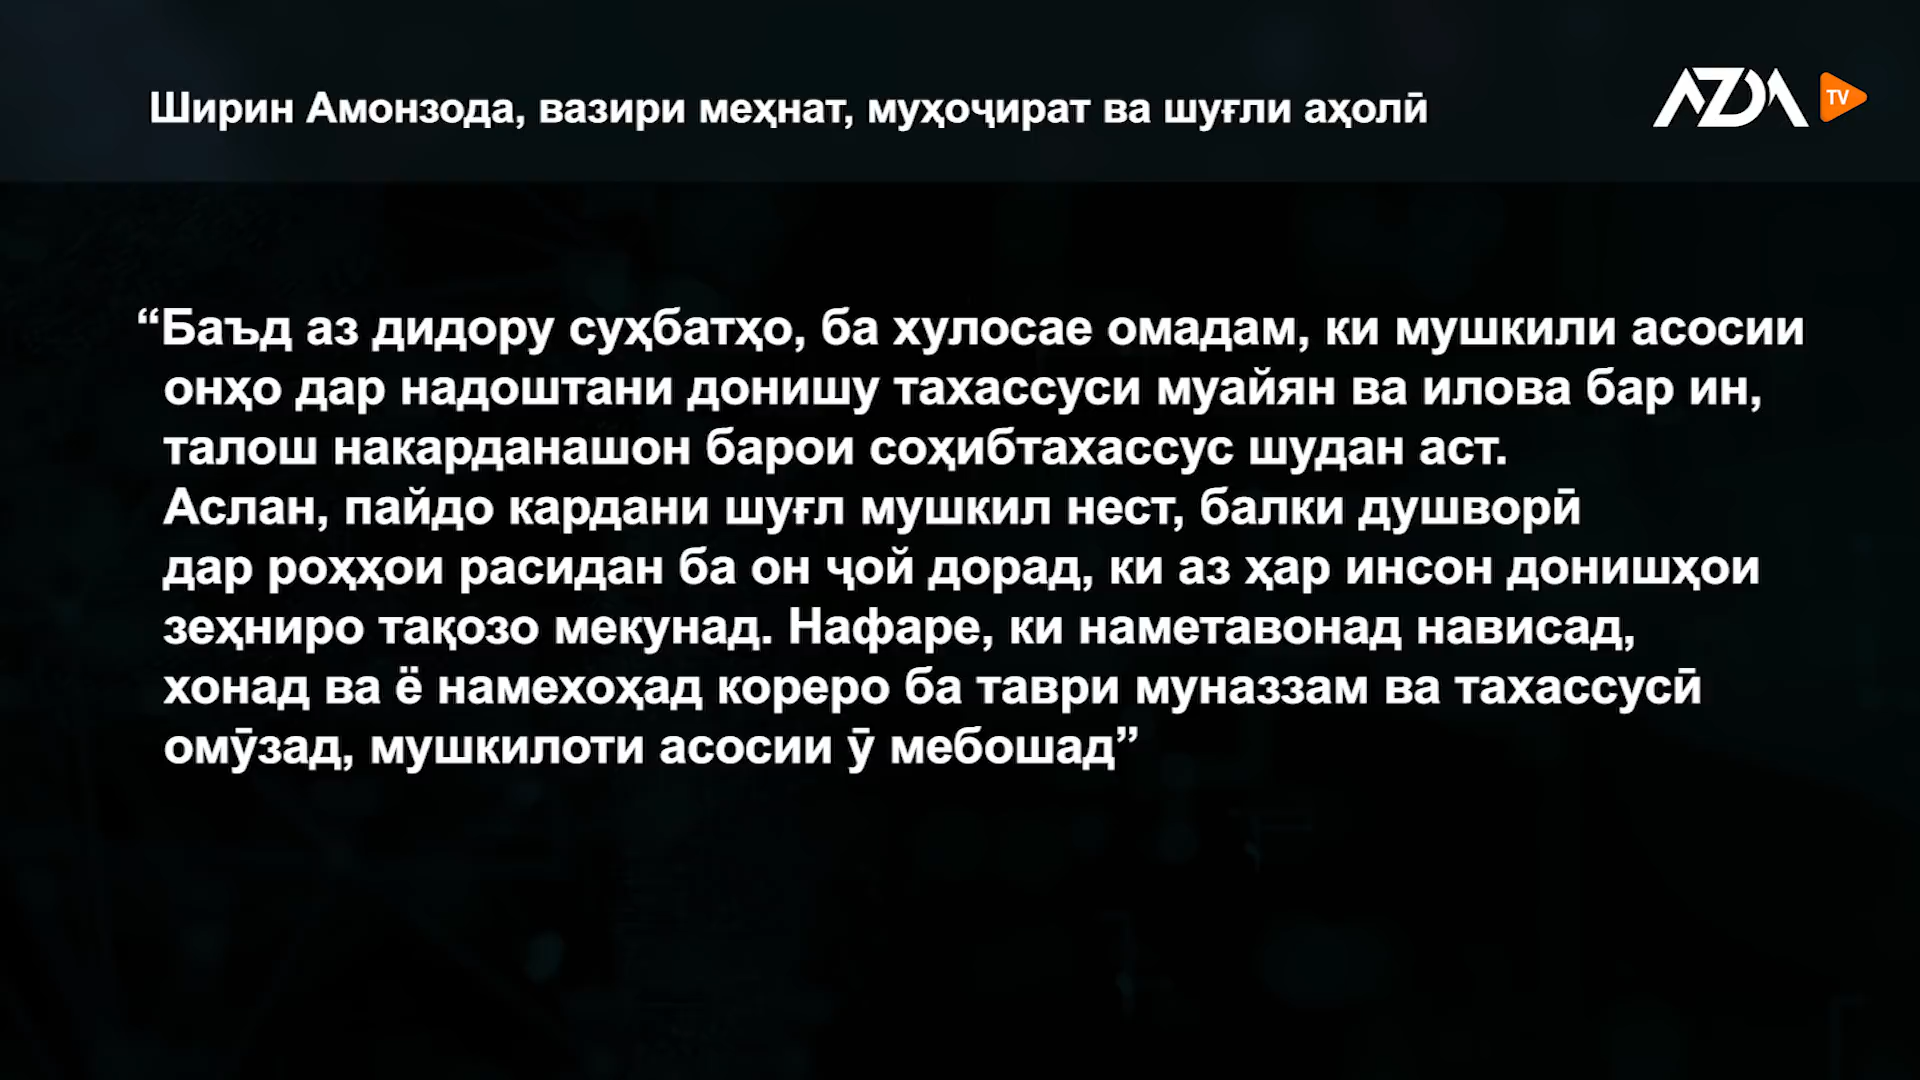 Ширин Амонзода, вазири меҳнат, муҳоҷират ва шуғли аҳолӣ
AZDA TV
“Баъд аз дидору суҳбатҳо, ба хулосае омадам, ки мушкили асосии
онҳо дар надоштани донишу тахассуси муайян ва илова бар ин,
талош накарданашон барои соҳибтахассус шудан аст.
Аслан, пайдо кардани шуғл мушкил нест, балки душворӣ
дар роҳҳои расидан ба он ҷой дорад, ки аз ҳар инсон донишҳои
зеҳниро тақозо мекунад. Нафаре, ки наметавонад нависад,
хонад ва ё намехоҳад кореро ба таври муназзам ва тахассусӣ
омӯзад, мушкилоти асосии ӯ мебошад”